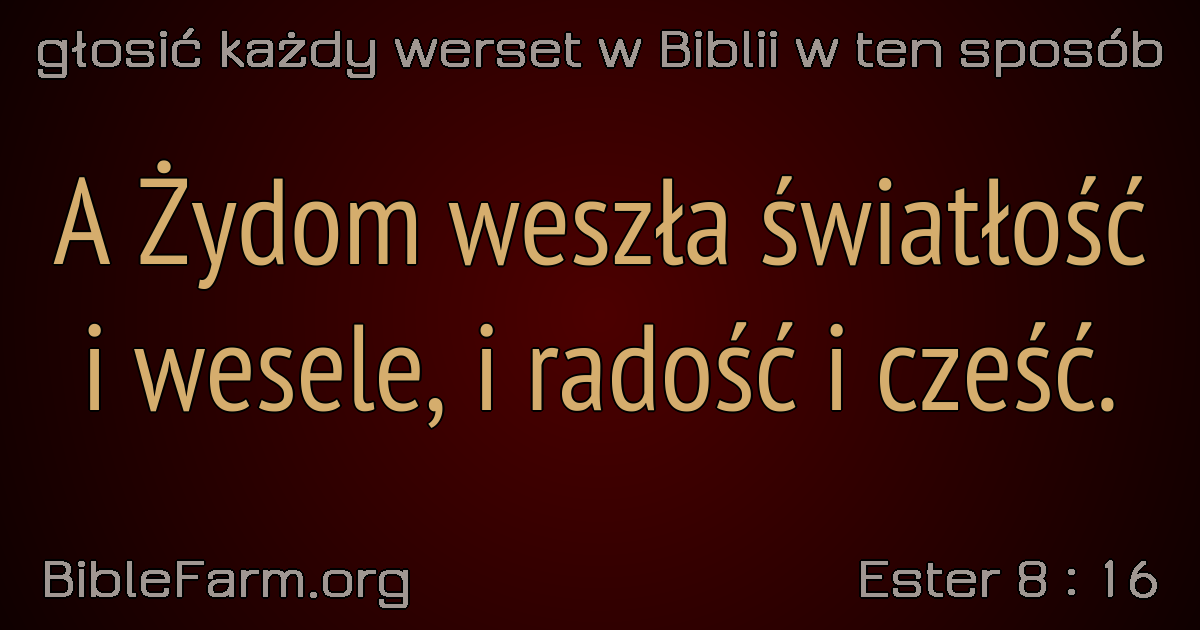 głosić każdy werset w Biblii w ten sposób
A Żydom weszła światłość
i wesele, i radość i cześć.
BibleFarm.org
Ester 8 : 16